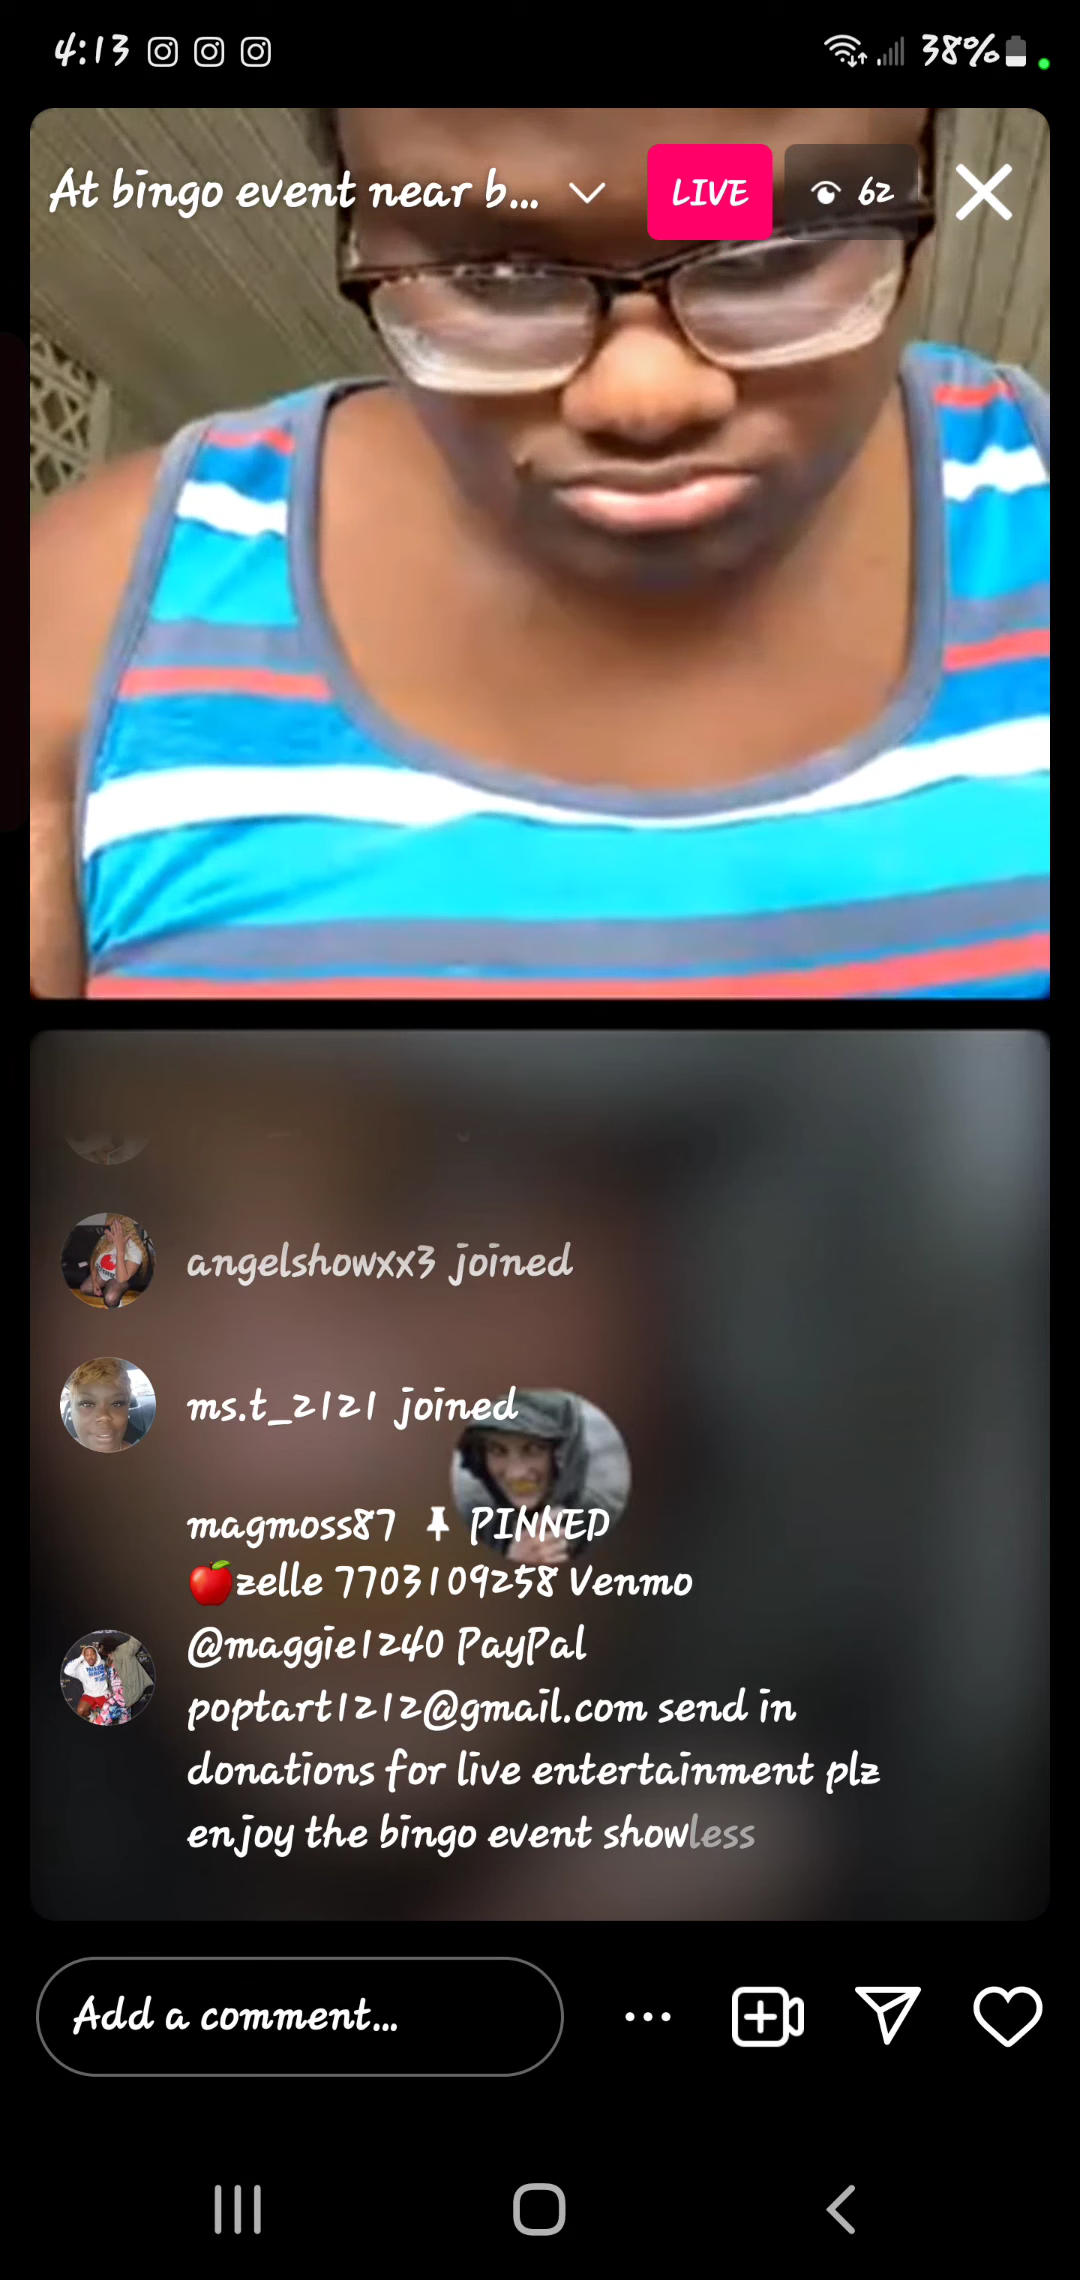 4:13 38%
At bingo event near b... LIVE 62
angelshowxx3 joined
ms.t_2121 joined
magmoss87 PINNED
🍎zelle 7703109258 Venmo
@maggie1240 PayPal
poptart1212@gmail.com send in
donations for live entertainment plz
enjoy the bingo event showless
Add a comment...